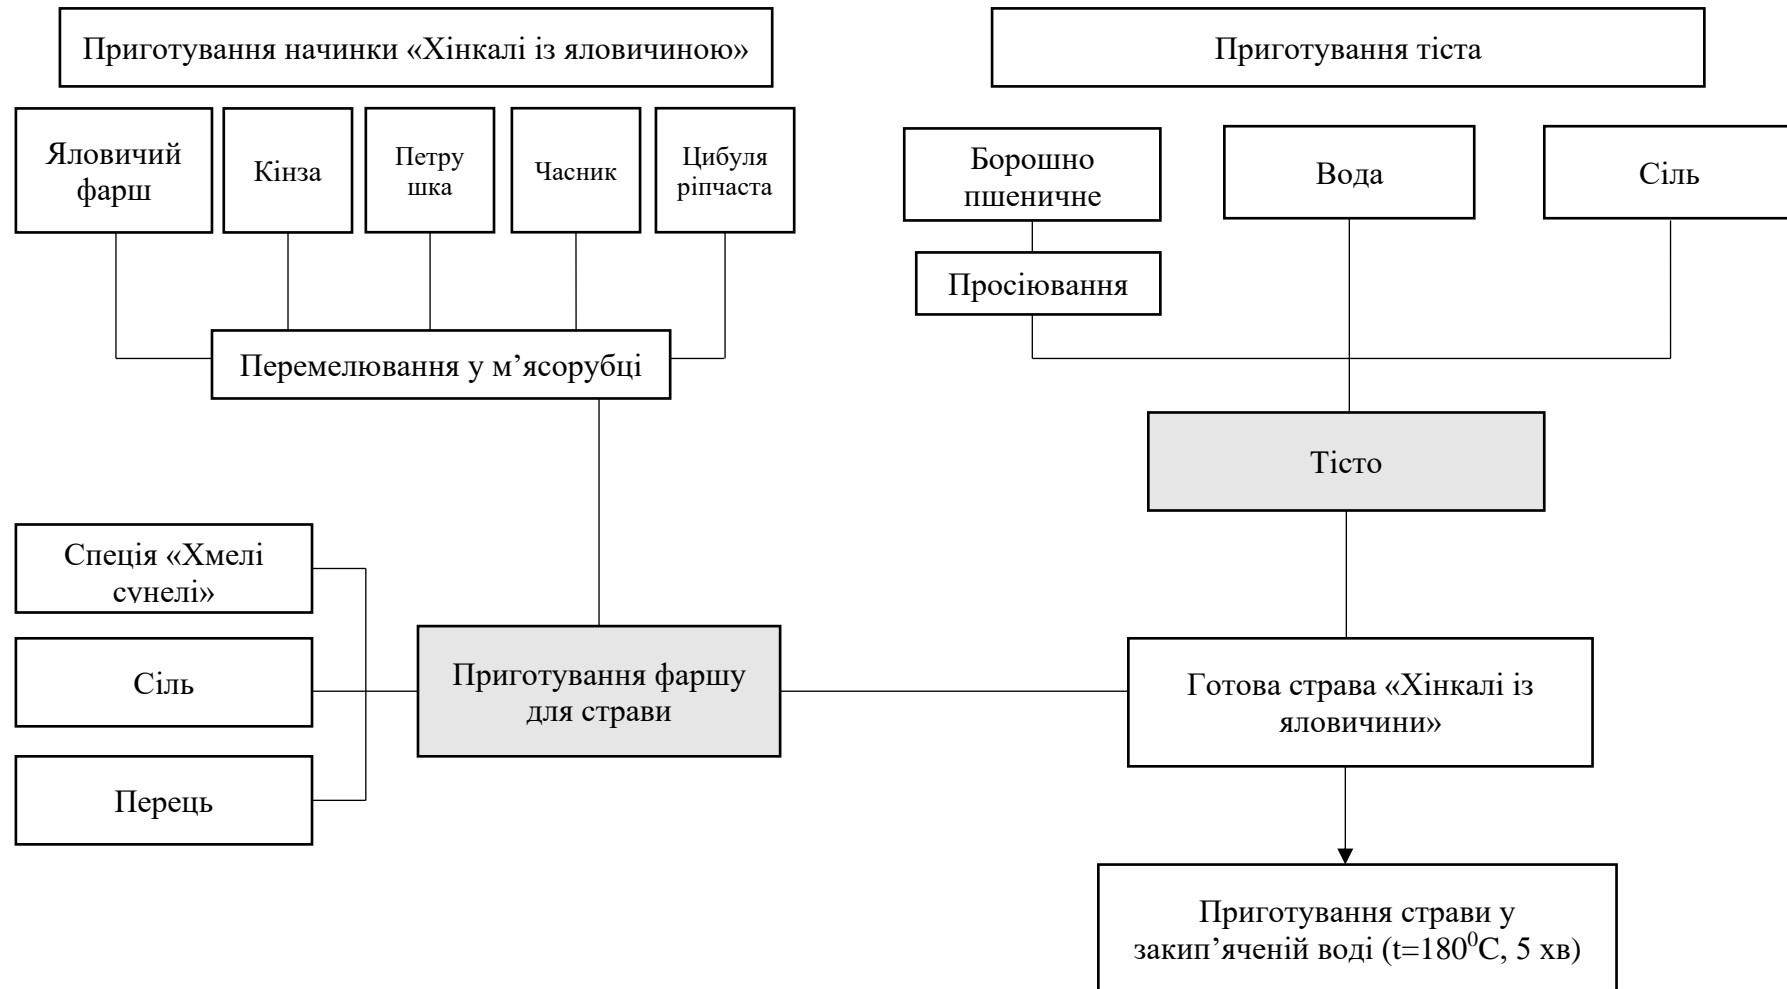 Приготування начинки «Хінкалі із яловичиною»
Приготування тіста
Яловичий
фарш
Кінза
Петру
шка
Часник
Цибуля
ріпчаста
Борошно
пшеничне
Вода
Сіль
Просіювання
Перемелювання у м’ясорубці
Тісто
Спеція «Хмелі
сунелі»
Сіль
Перець
Приготування фаршу
для страви
Готова страва «Хінкалі із
яловичини»
Приготування страви у
закип’яченій воді (t=180⁰С, 5 хв)